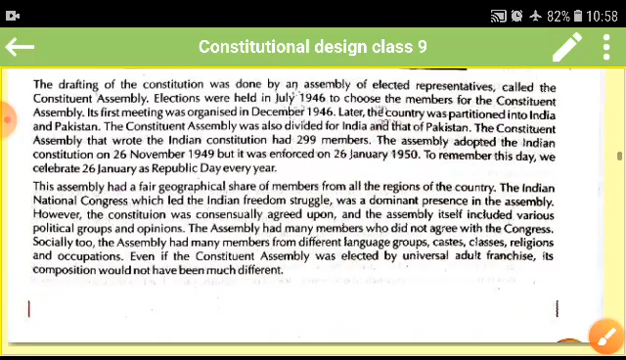 82% 10:58
Constitutional design class 9
The drafting of the constitution was done by an assembly of elected representatives, called the
Constituent Assembly. Elections were held in July 1946 to choose the members for the Constituent
Assembly. Its first meeting was organised in December 1946. Later, the country was partitioned into India
and Pakistan. The Constituent Assembly was also divided for India and that of Pakistan. The Constituent
Assembly that wrote the Indian constitution had 299 members. The assembly adopted the Indian
constitution on 26 November 1949 but it was enforced on 26 January 1950. To remember this day, we
celebrate 26 January as Republic Day every year.
This assembly had a fair geographical share of members from all the regions of the country. The Indian
National Congress which led the Indian freedom struggle, was a dominant presence in the assembly.
However, the constituion was consensually agreed upon, and the assembly itself included various
political groups and opinions. The Assembly had many members who did not agree with the Congress.
Socially too, the Assembly had many members from different language groups, castes, classes, religions
and occupations. Even if the Constituent Assembly was elected by universal adult franchise, its
composition would not have been much different.